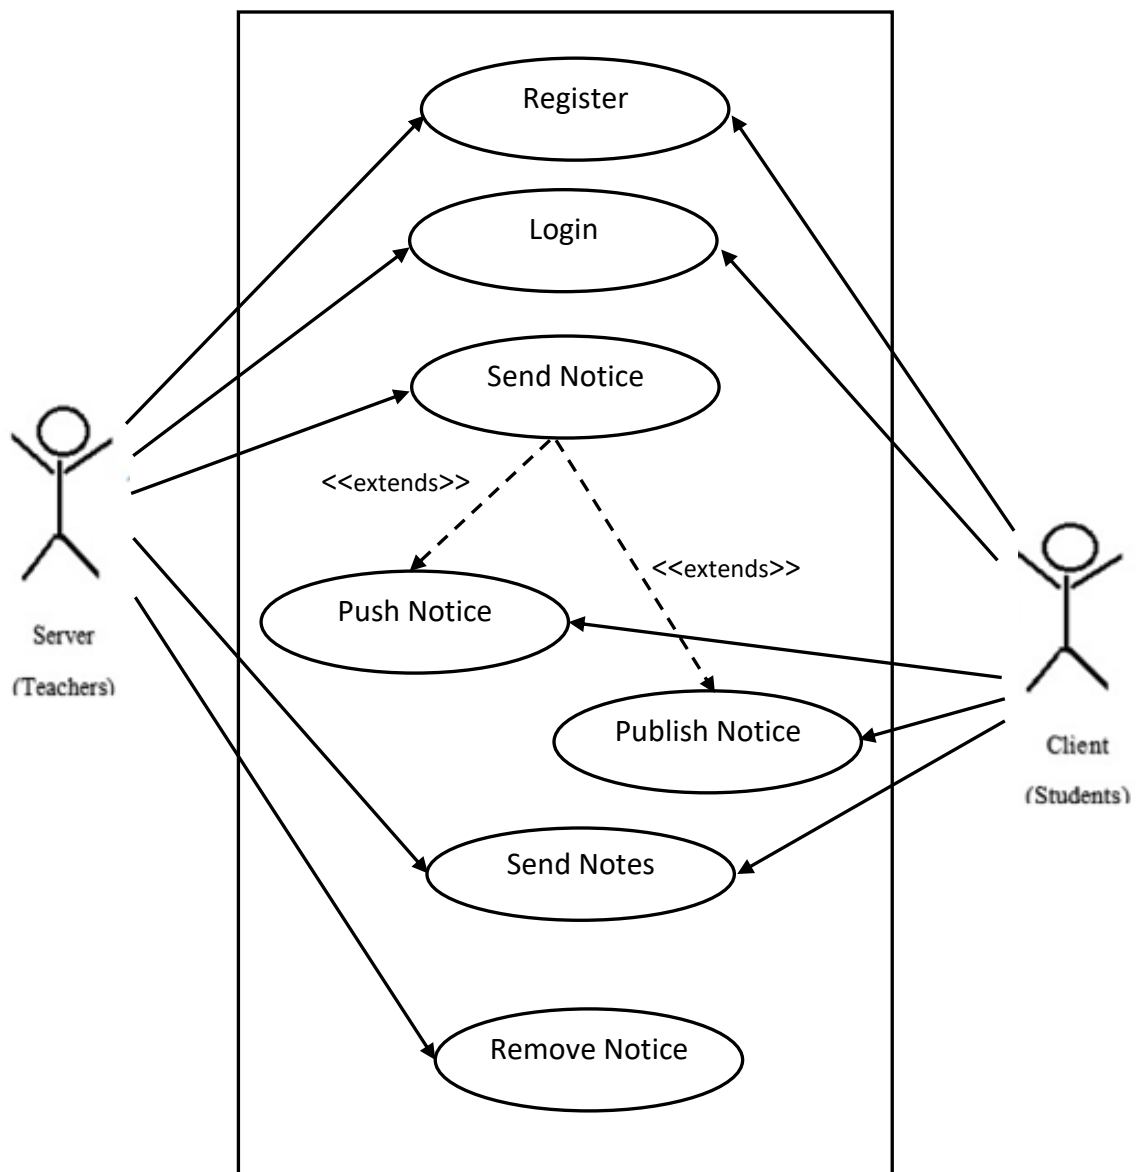 Register
Login
Send Notice
<<extends>>
<<extends>>
Push Notice
Server
(Teachers)
Publish Notice
Client
(Students)
Send Notes
Remove Notice